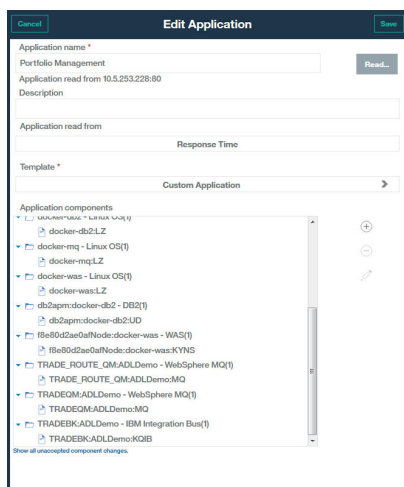 Cancel Edit Application Save
Application name *
Portfolio Management
Read...
Application read from 10.5.253.228:80
Description
Application read from
Response Time
Template *
Custom Application
Application components
docker-db2 - Linux OS(1)
docker-db2:LZ
docker-mq - Linux OS(1)
docker-mq:LZ
docker-was - Linux OS(1)
docker-was:LZ
db2apm:docker-db2 - DB2(1)
db2apm:docker-db2:UD
f8e80d2ae0afNode:docker-was - WAS(1)
f8e80d2ae0afNode:docker-was:KYNS
TRADE_ROUTE_QM:ADLDemo - WebSphere MQ(1)
TRADE_ROUTE_QM:ADLDemo:MQ
TRADEQM:ADLDemo - WebSphere MQ(1)
TRADEQM:ADLDemo:MQ
TRADEBK:ADLDemo - IBM Integration Bus(1)
TRADEBK:ADLDemo:KQIB
Show all unaccepted component changes.